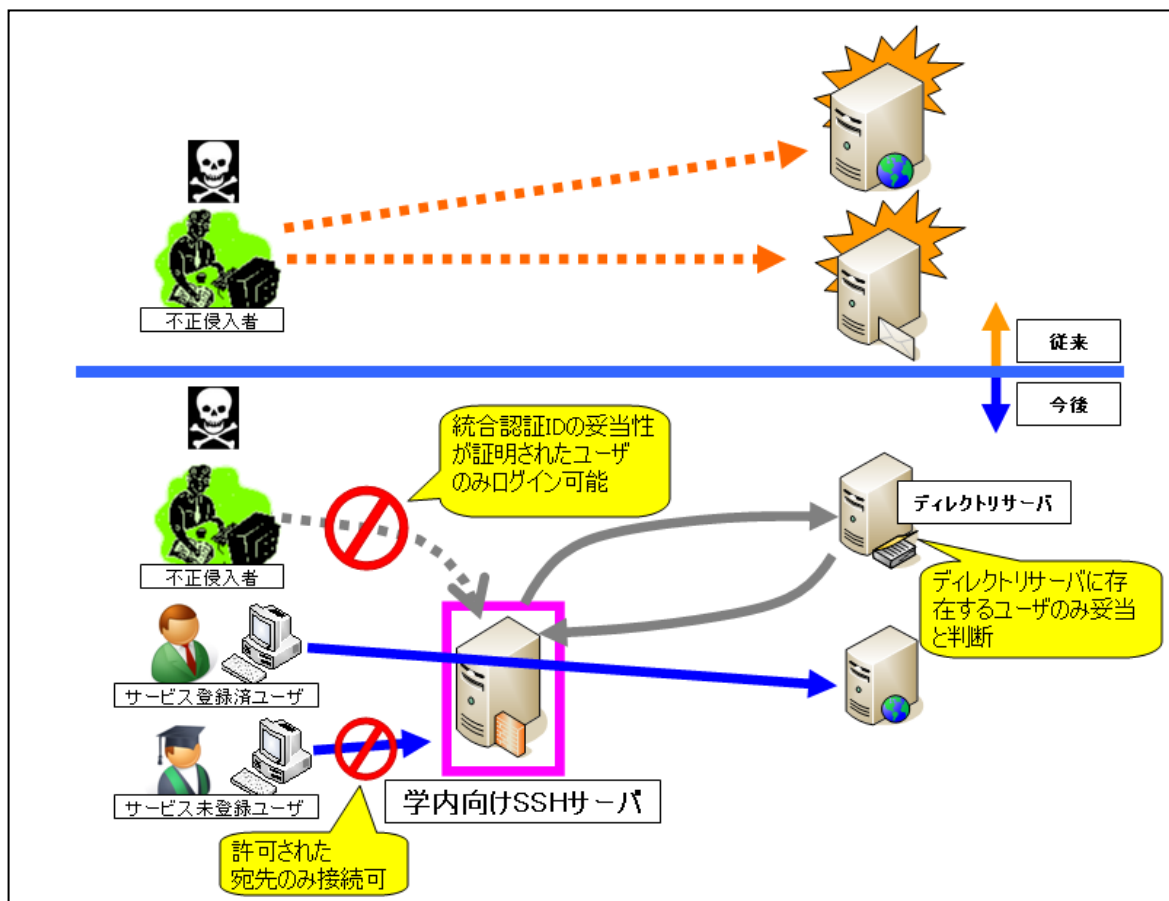 不正侵入者
従来
今後
統合認証IDの妥当性
が証明されたユーザ
のみログイン可能
ディレクトリサーバ
不正侵入者
ディレクトリサーバに存
在するユーザのみ妥当
と判断
サービス登録済ユーザ
サービス未登録ユーザ
学内向けSSHサーバ
許可された
宛先のみ接続可